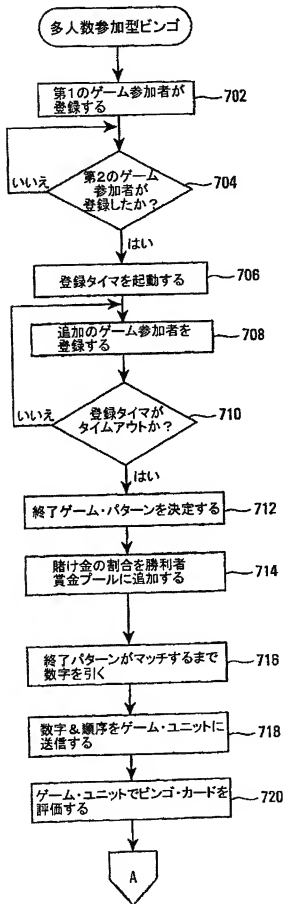 多人数参加型ビンゴ
第1のゲーム参加者が
登録する
702
第2のゲーム
参加者が
登録したか?
704
いいえ
はい
登録タイマを起動する
706
追加のゲーム参加者を
登録する
708
登録タイマが
タイムアウトか?
710
いいえ
はい
終了ゲーム・パターンを決定する
712
賭け金の割合を勝利者
賞金プールに追加する
714
終了パターンがマッチするまで
数字を引く
716
数字&順序をゲーム・ユニットに
送信する
718
ゲーム・ユニットでビンゴ・カードを
評価する
720
A